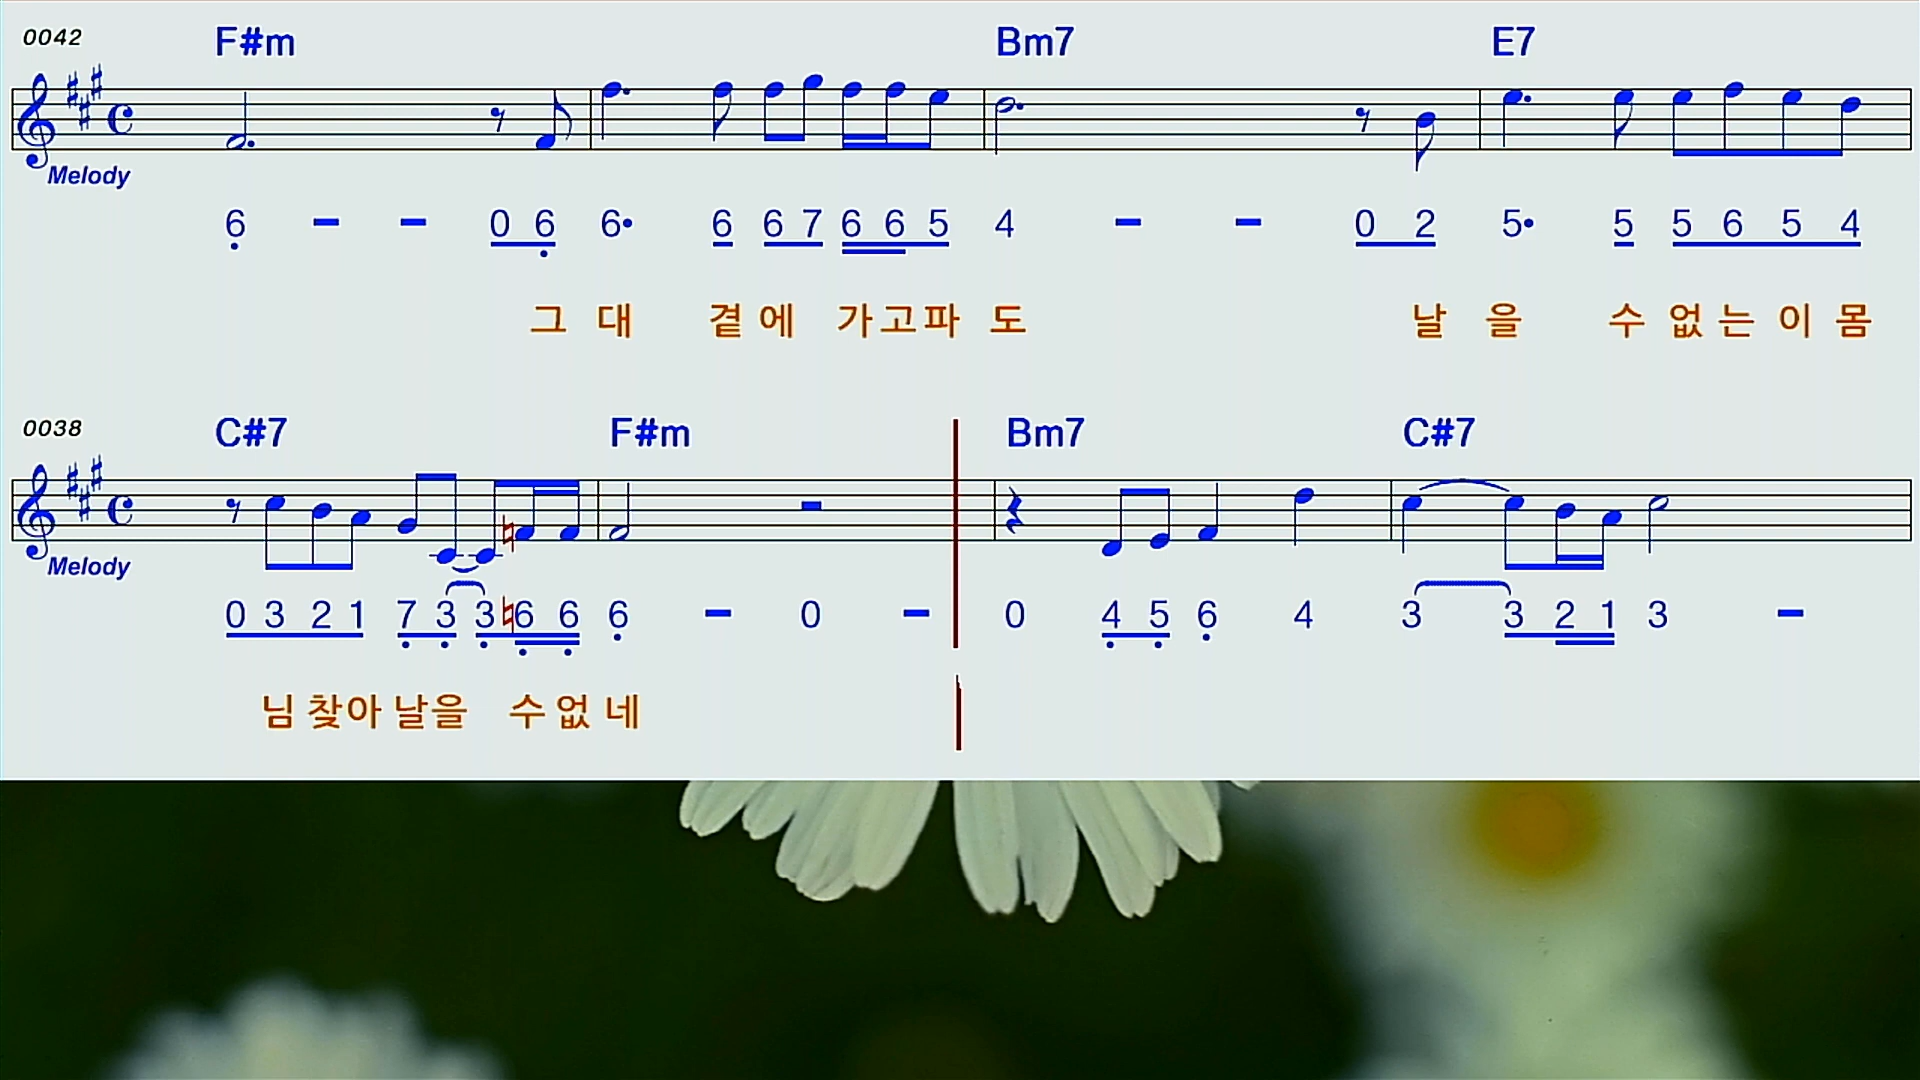 0042 F#m Bm7 E7
Melody
6 - - 0 6 6• 6 6 7 6 6 5 4 - - 0 2 5• 5 5 6 5 4
그 대 곁 에 가 고 파 도 날 을 수 없 는 이 몸
0038 C#7 F#m Bm7 C#7
Melody
0 3 2 1 7 3 3 ♮6 6 6 - 0 - 0 4 5 6 4 3 3 2 1 3 -
님 찾 아 날 을 수 없 네